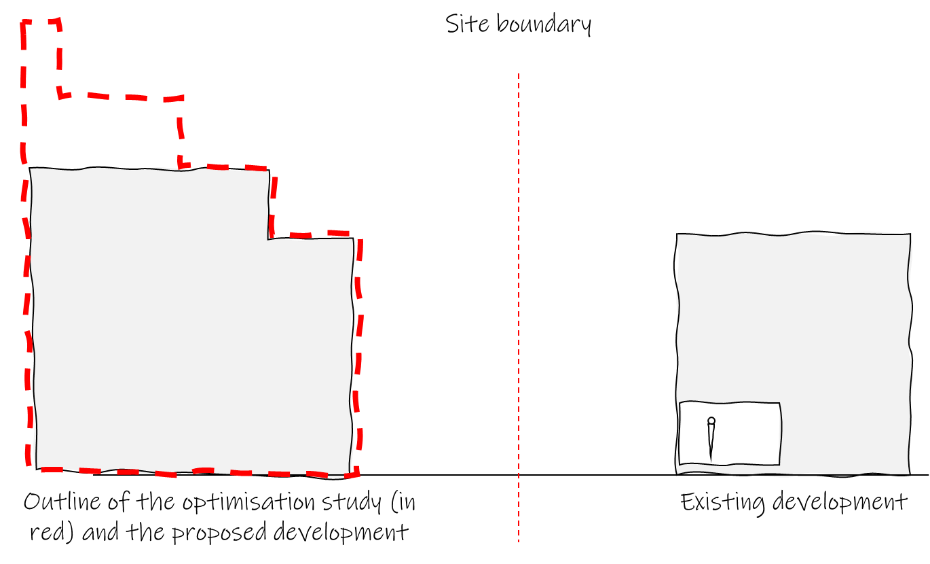 Site boundary
Outline of the optimisation study (in
red) and the proposed development
Existing development